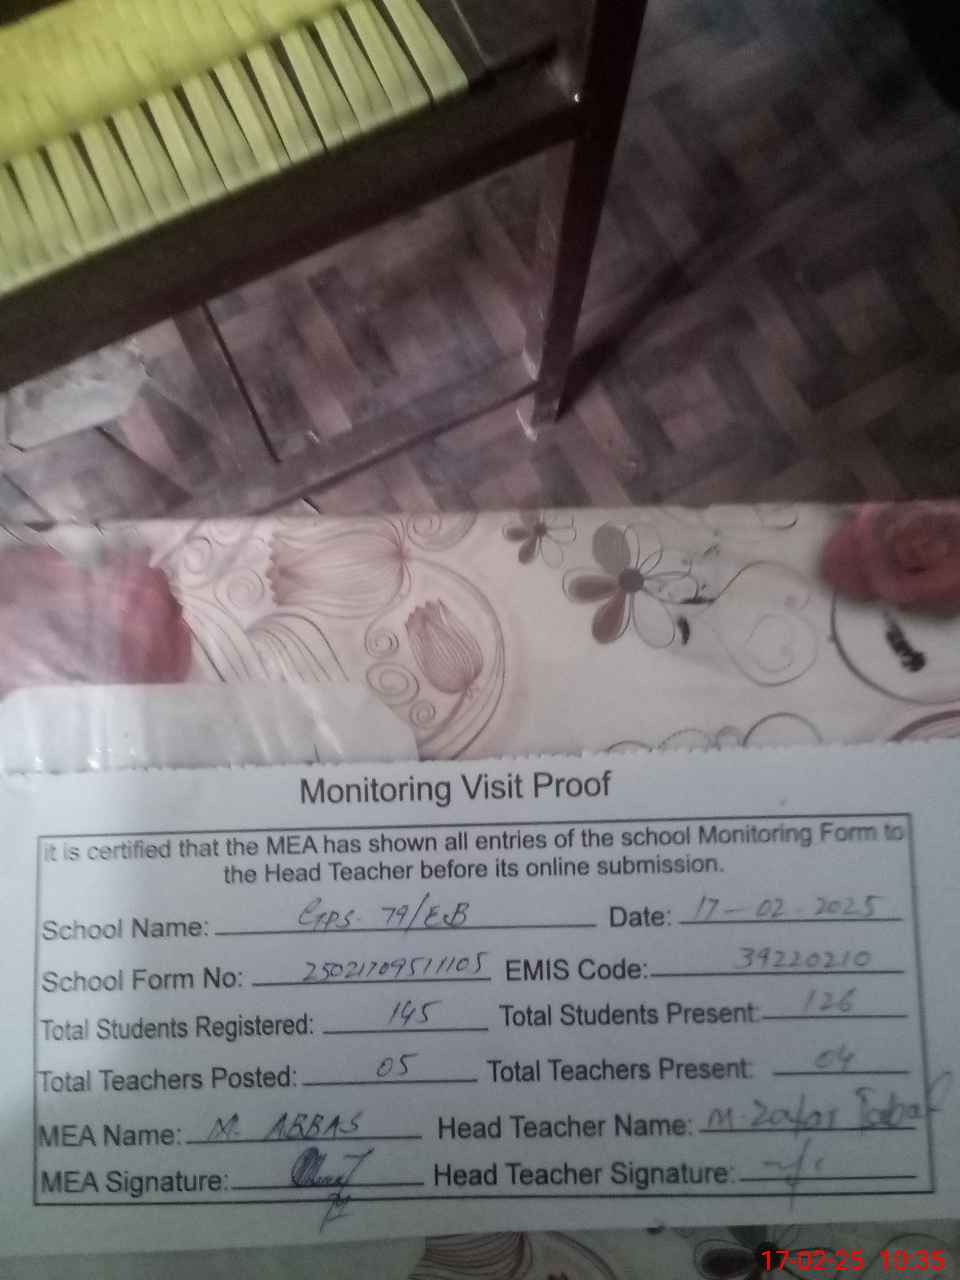 Monitoring Visit Proof
it is certified that the MEA has shown all entries of the school Monitoring Form to
the Head Teacher before its online submission.
School Name: GPS. 79/EB Date: 17-02-2025
School Form No: 25021709511105 EMIS Code: 39220210
Total Students Registered: 145 Total Students Present: 126
Total Teachers Posted: 05 Total Teachers Present: 04
MEA Name: M. ABBAS Head Teacher Name: M. Zafar Iqbal
MEA Signature: Head Teacher Signature:
17-02-25 10:35